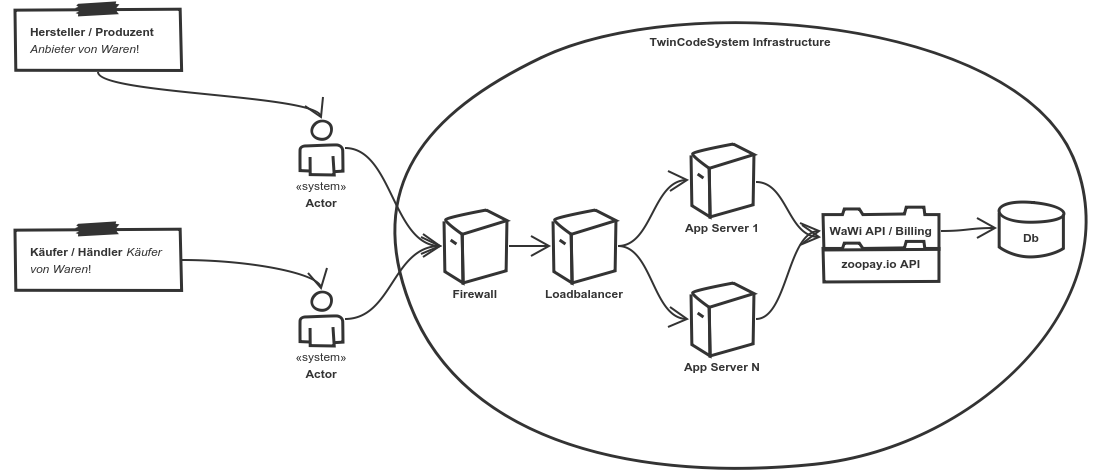 Hersteller / Produzent
Anbieter von Waren!
TwinCodeSystem Infrastructure
«system»
Actor
Käufer / Händler Käufer
von Waren!
«system»
Actor
Firewall
Loadbalancer
App Server 1
App Server N
WaWi API / Billing
zoopay.io API
Db